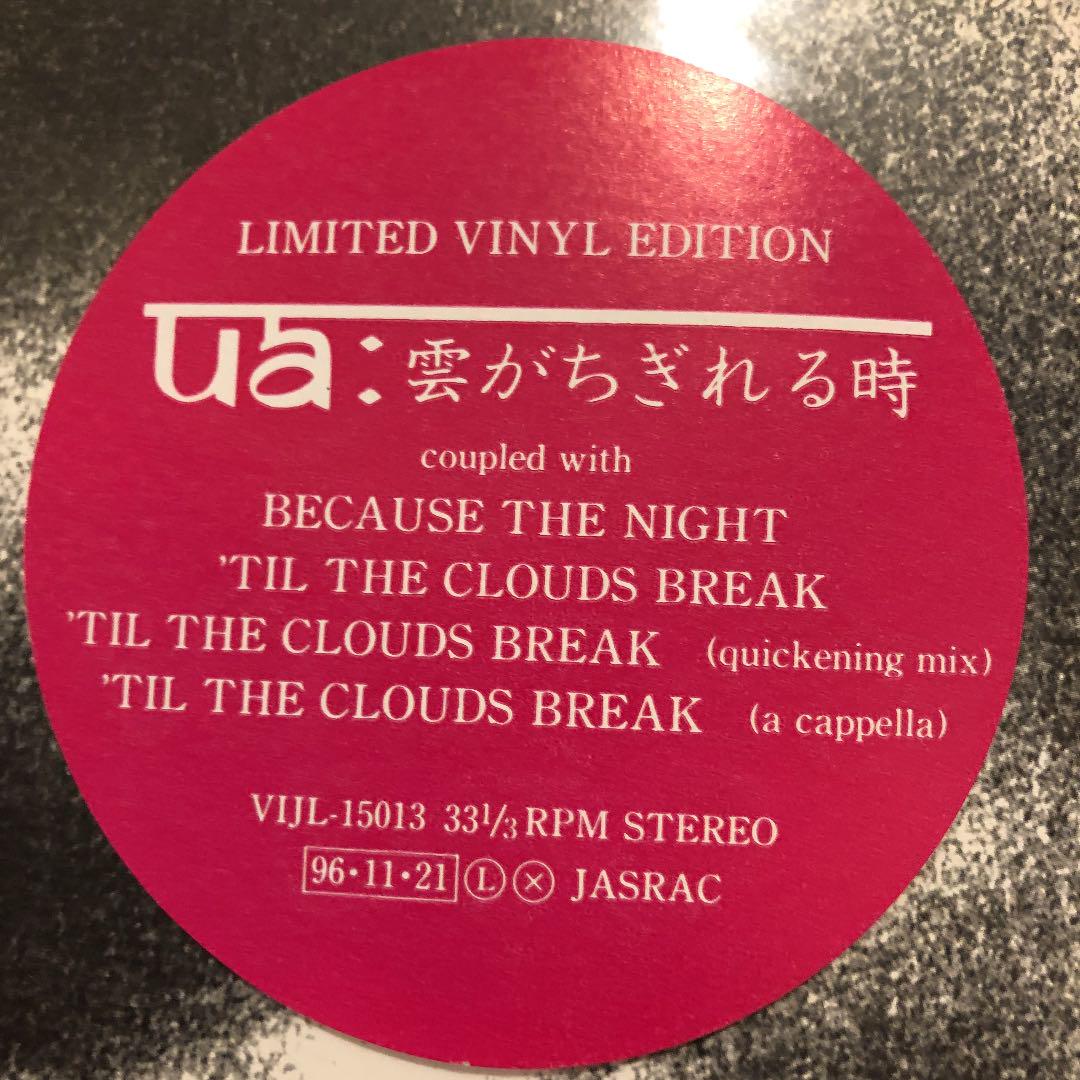 LIMITED VINYL EDITION
ua:雲がちぎれる時
coupled with
BECAUSE THE NIGHT
'TIL THE CLOUDS BREAK
'TIL THE CLOUDS BREAK (quickening mix)
'TIL THE CLOUDS BREAK (a cappella)
VIJL-15013 33⅓RPM STEREO
96・11・21 Ⓛ ⓧ JASRAC